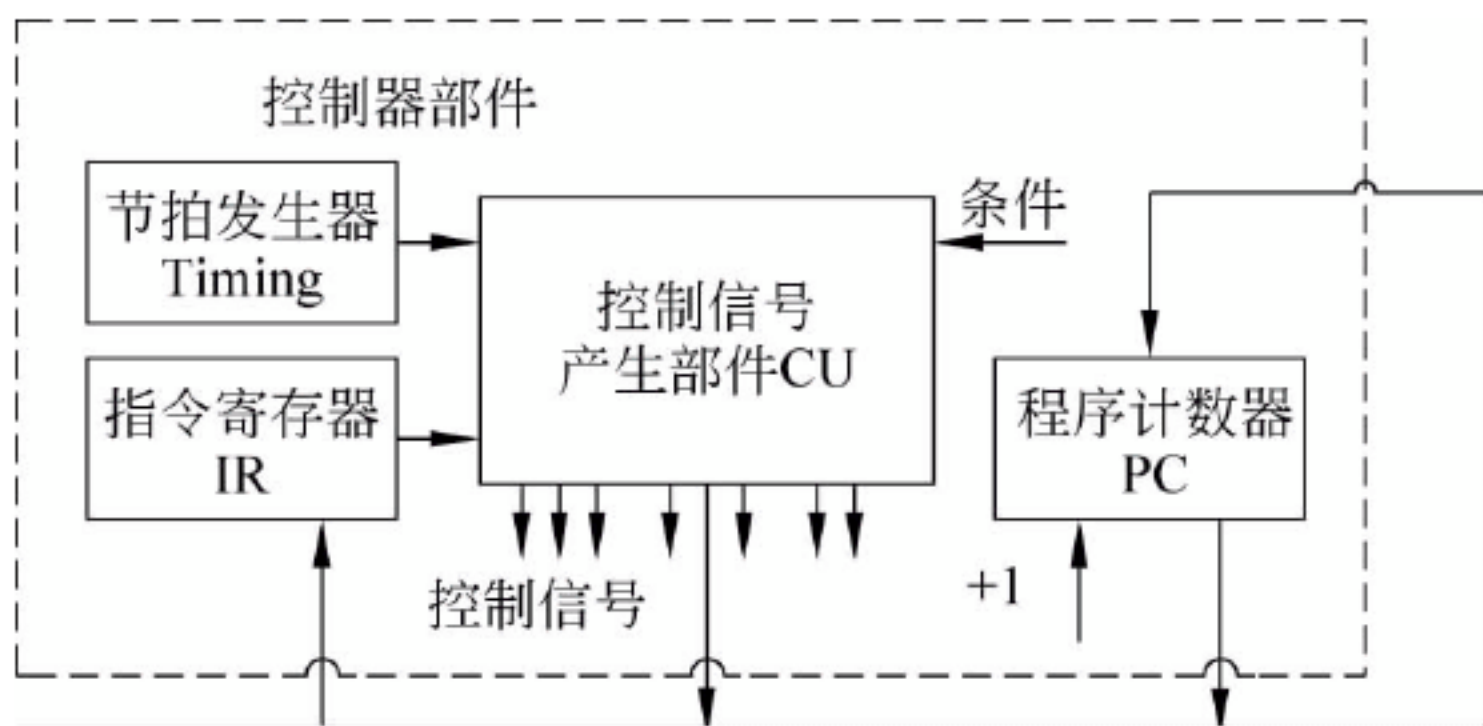 控制器部件
节拍发生器
Timing
指令寄存器
IR
控制信号
产生部件CU
条件
程序计数器
PC
控制信号
+1